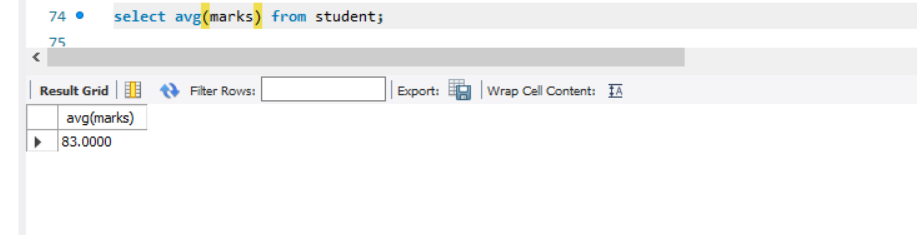 74 select avg(marks) from student;
75
Result Grid Filter Rows: Export: Wrap Cell Content: IA
avg(marks)
83.0000